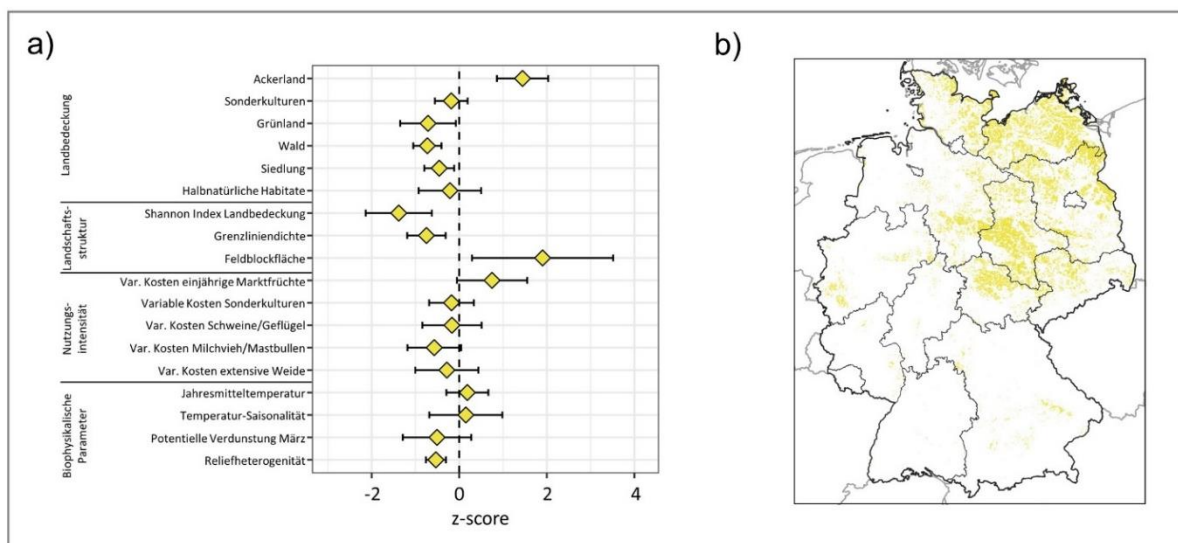 a)
b)
Landbedeckung
Ackerland
Sonderkulturen
Grünland
Wald
Siedlung
Halbnatürliche Habitate
Landschafts-
struktur
Shannon Index Landbedeckung
Grenzliniendichte
Feldblockfläche
Nutzungs-
intensität
Var. Kosten einjährige Marktfrüchte
Variable Kosten Sonderkulturen
Var. Kosten Schweine/Geflügel
Var. Kosten Milchvieh/Mastbullen
Var. Kosten extensive Weide
Biophysikalische
Parameter
Jahresmitteltemperatur
Temperatur-Saisonalität
Potentielle Verdunstung März
Reliefheterogenität
-2 0 2 4
z-score